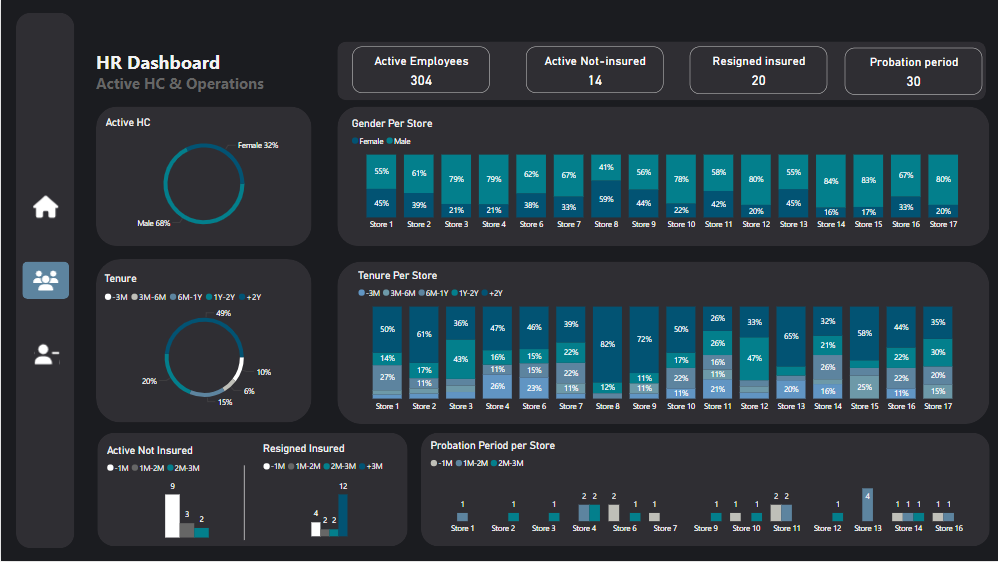 HR Dashboard
Active HC & Operations
Active Employees
304
Active Not-insured
14
Resigned insured
20
Probation period
30
Active HC
Female 32%
Male 68%
Gender Per Store
Female Male
55% 61% 79% 79% 62% 67% 41% 56% 78% 58% 80% 55% 84% 83% 67% 80%
45% 39% 21% 21% 38% 33% 59% 44% 22% 42% 20% 45% 16% 17% 33% 20%
Store 1 Store 2 Store 3 Store 4 Store 6 Store 7 Store 8 Store 9 Store 10 Store 11 Store 12 Store 13 Store 14 Store 15 Store 16 Store 17
Tenure
-3M 3M-6M 6M-1Y 1Y-2Y +2Y
49%
10%
6%
15%
20%
Tenure Per Store
-3M 3M-6M 6M-1Y 1Y-2Y +2Y
50% 61% 36% 47% 46% 39% 82% 72% 50% 26% 33% 65% 32% 58% 44% 35%
14% 17% 43% 16% 15% 22% 12% 11% 17% 26% 47% 21% 22% 30%
27% 11% 11% 15% 22% 11% 22% 16% 26% 22% 20%
26% 23% 11% 11% 11% 20% 16% 25% 11% 15%
21%
Store 1 Store 2 Store 3 Store 4 Store 6 Store 7 Store 8 Store 9 Store 10 Store 11 Store 12 Store 13 Store 14 Store 15 Store 16 Store 17
Active Not Insured
-1M 1M-2M 2M-3M
9
3
2
Resigned Insured
-1M 1M-2M 2M-3M +3M
4
2
2
12
Probation Period per Store
-1M 1M-2M 2M-3M
1 1 1 2 2 2 1 1 1 1 1 2 2 1 4 1 1 1 1 1
Store 1 Store 2 Store 3 Store 4 Store 6 Store 7 Store 9 Store 10 Store 11 Store 12 Store 13 Store 14 Store 16